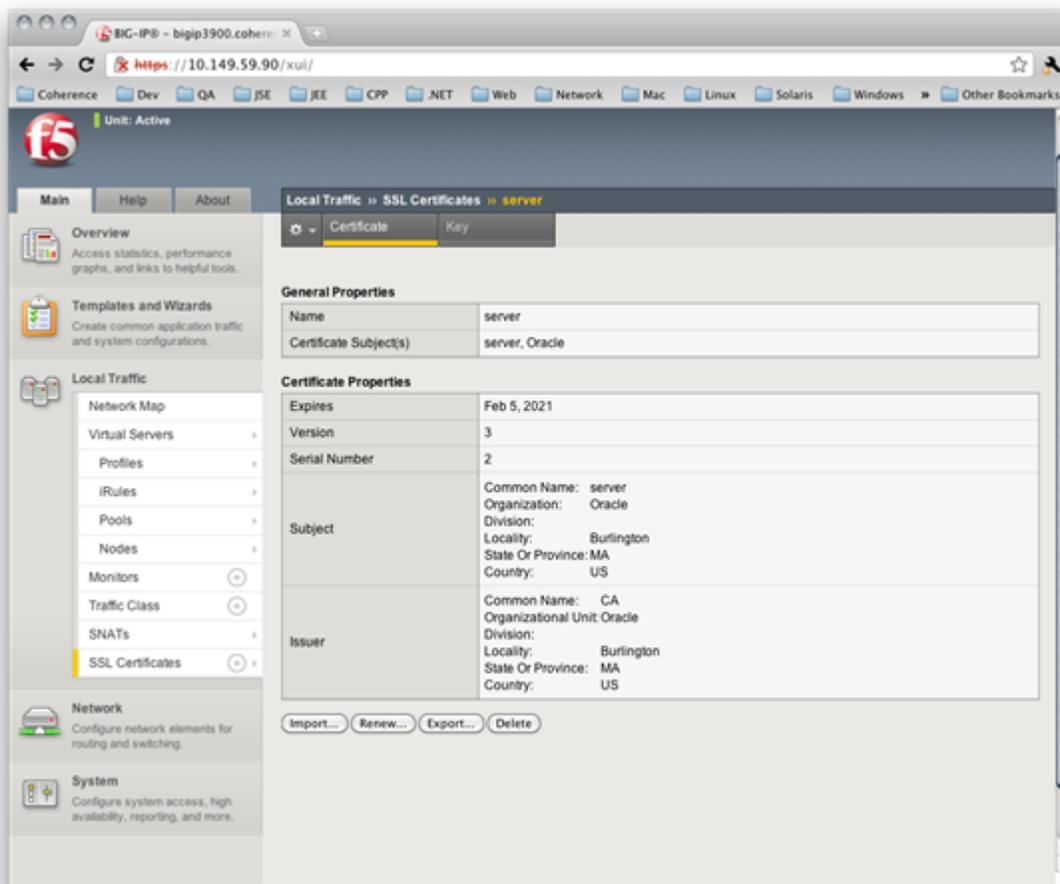 BIG-IP® - bigip3900.cohere
https://10.149.59.90/xui/
Coherence Dev QA JSE JEE CPP .NET Web Network Mac Linux Solaris Windows » Other Bookmarks
f5
Unit: Active
Main Help About
Local Traffic » SSL Certificates » server
Certificate Key
Overview
Access statistics, performance
graphs, and links to helpful tools.
Templates and Wizards
Create common application traffic
and system configurations.
Local Traffic
Network Map
Virtual Servers
Profiles
iRules
Pools
Nodes
Monitors
Traffic Class
SNATs
SSL Certificates
Network
Configure network elements for
routing and switching.
System
Configure system access, high
availability, reporting, and more.
General Properties
Name server
Certificate Subject(s) server, Oracle
Certificate Properties
Expires Feb 5, 2021
Version 3
Serial Number 2
Subject
Common Name: server
Organization: Oracle
Division:
Locality: Burlington
State Or Province: MA
Country: US
Issuer
Common Name: CA
Organizational Unit: Oracle
Division:
Locality: Burlington
State Or Province: MA
Country: US
Import... Renew... Export... Delete